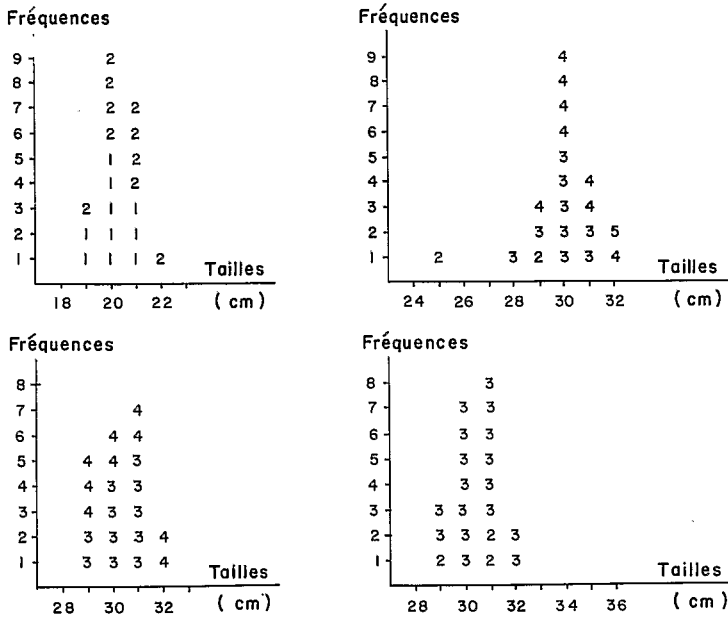 Fréquences
9 2
8 2
7 2 2
6 2 2
5 1 2
4 1 2
3 2 1 1
2 1 1 1
1 1 1 1 2 Tailles
18 20 22 (cm)
Fréquences
9 4
8 4
7 4
6 4
5 3
4 3 4
3 4 3 4
2 3 3 3 5
1 2 3 2 3 3 4 Tailles
24 26 28 30 32 (cm)
Fréquences
8
7 4
6 4 4
5 4 4 3
4 4 3 3
3 4 3 3
2 3 3 3 4
1 3 3 3 4 Tailles
28 30 32 (cm)
Fréquences
8 3
7 3 3
6 3 3
5 3 3
4 3 3
3 3 3 3
2 3 3 2 3
1 2 3 2 3 Tailles
28 30 32 34 36 (cm)